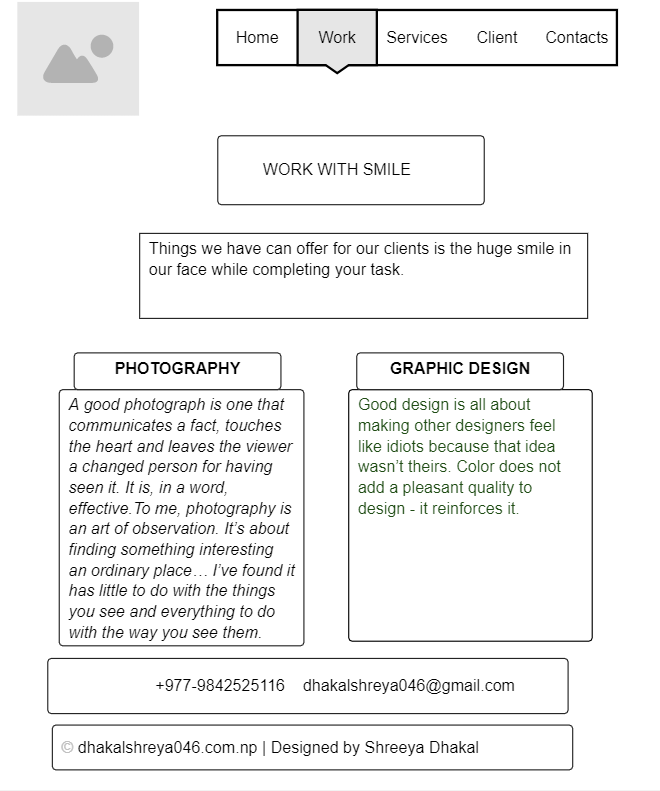 Home Work Services Client Contacts
WORK WITH SMILE
Things we have can offer for our clients is the huge smile in
our face while completing your task.
PHOTOGRAPHY
A good photograph is one that
communicates a fact, touches
the heart and leaves the viewer
a changed person for having
seen it. It is, in a word,
effective.To me, photography is
an art of observation. It’s about
finding something interesting
an ordinary place… I’ve found it
has little to do with the things
you see and everything to do
with the way you see them.
GRAPHIC DESIGN
Good design is all about
making other designers feel
like idiots because that idea
wasn’t theirs. Color does not
add a pleasant quality to
design - it reinforces it.
+977-9842525116 dhakalshreya046@gmail.com
© dhakalshreya046.com.np | Designed by Shreeya Dhakal